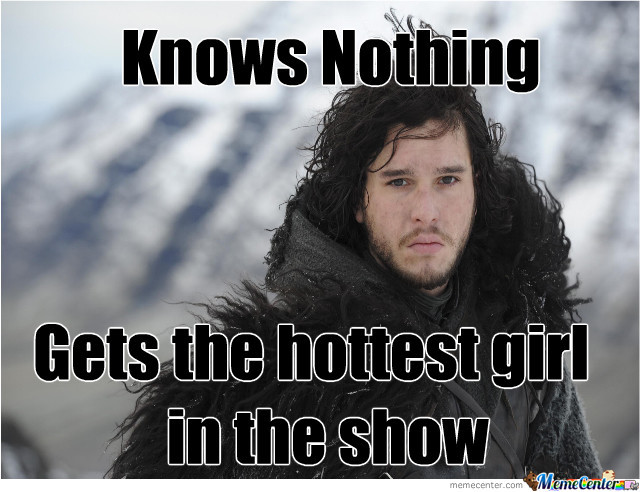 Knows Nothing
Gets the hottest girl
in the show
memecenter.com MemeCenter